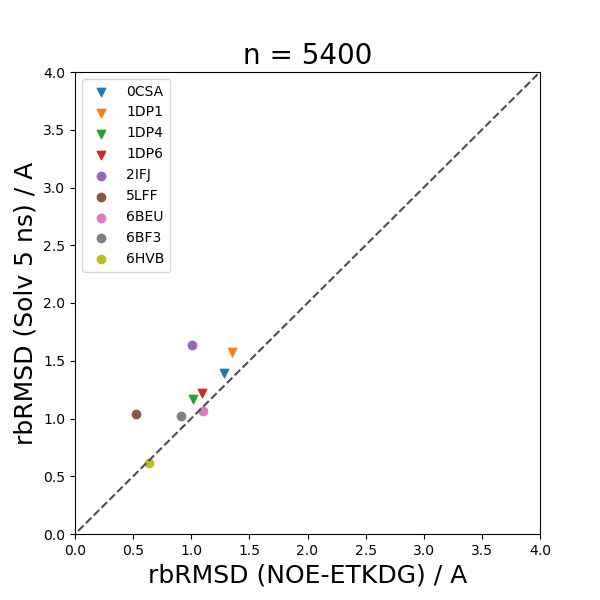 n = 5400
rbRMSD (Solv 5 ns) / A
4.0
3.5
3.0
2.5
2.0
1.5
1.0
0.5
0.0
0CSA
1DP1
1DP4
1DP6
2IFJ
5LFF
6BEU
6BF3
6HVB
0.0 0.5 1.0 1.5 2.0 2.5 3.0 3.5 4.0
rbRMSD (NOE-ETKDG) / A